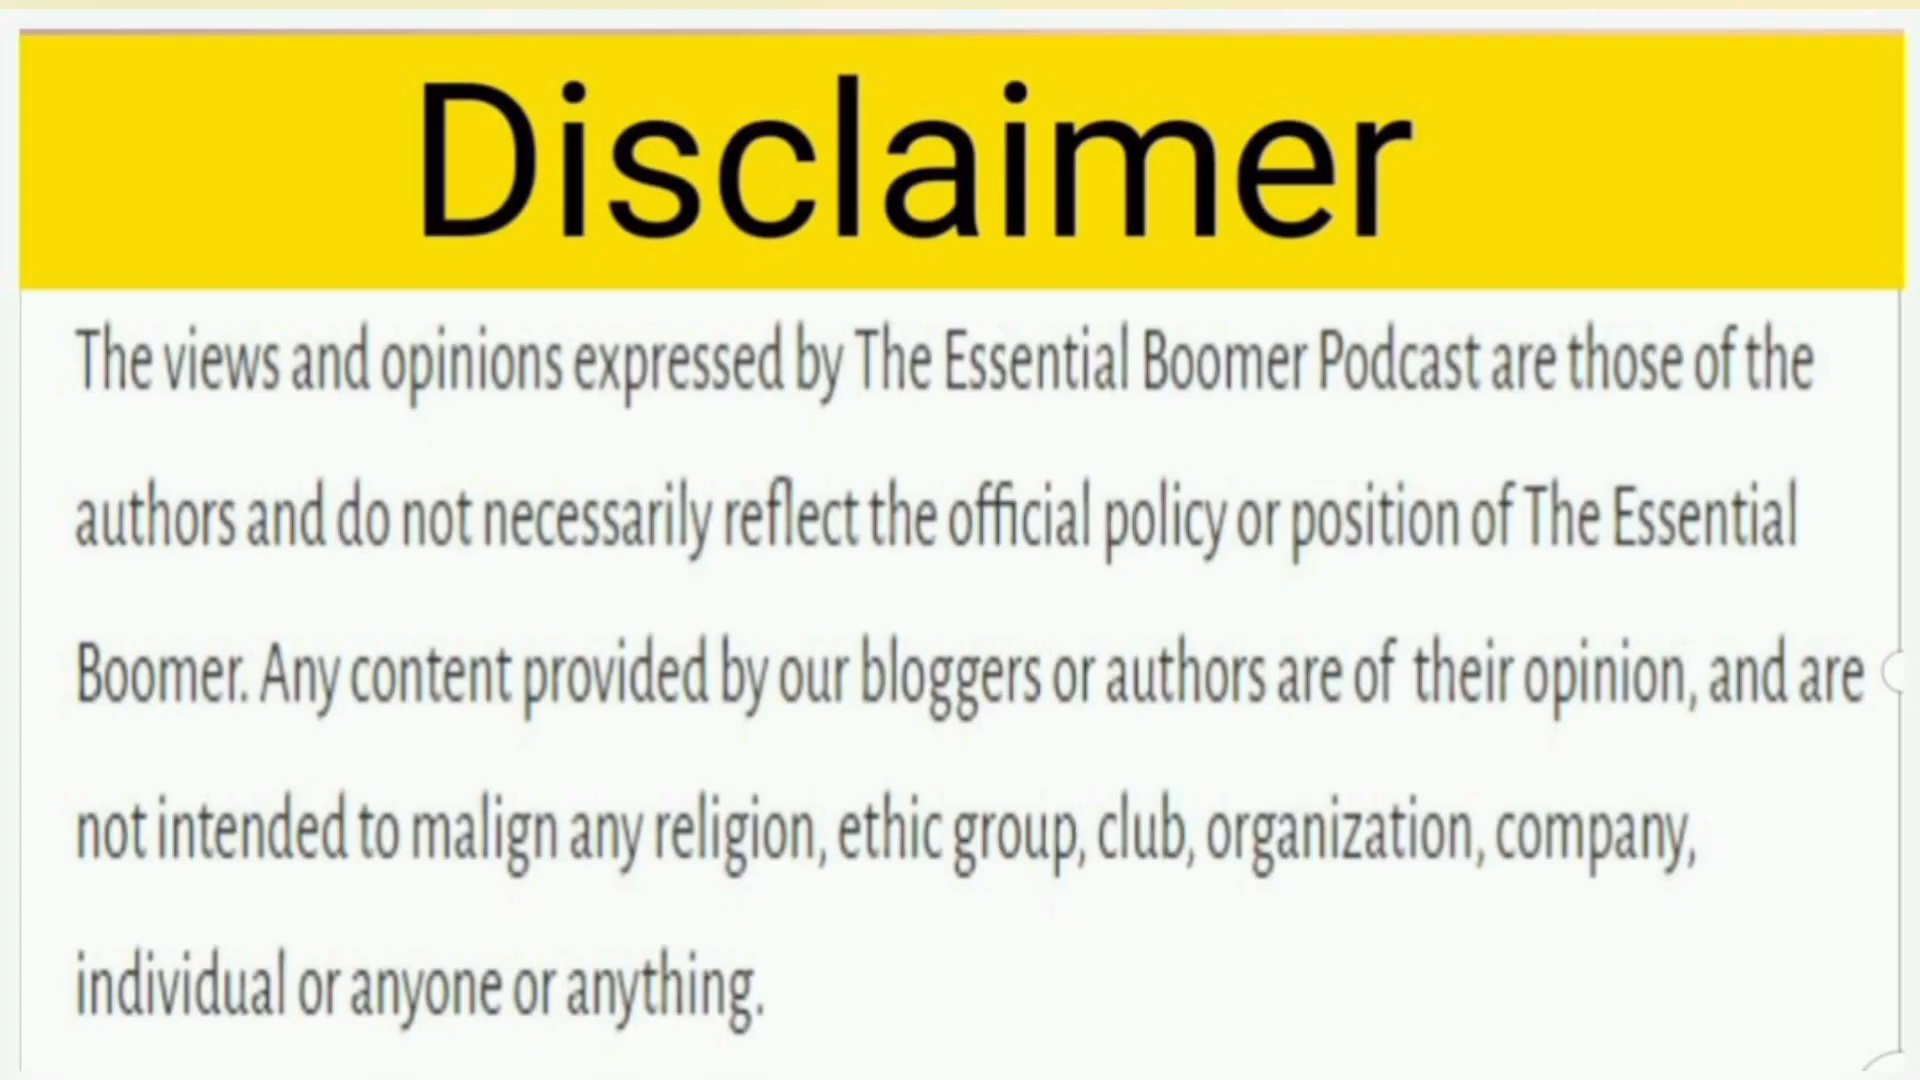 Disclaimer
The views and opinions expressed by The Essential Boomer Podcast are those of the
authors and do not necessarily reflect the official policy or position of The Essential
Boomer. Any content provided by our bloggers or authors are of their opinion, and are
not intended to malign any religion, ethic group, club, organization, company,
individual or anyone or anything.